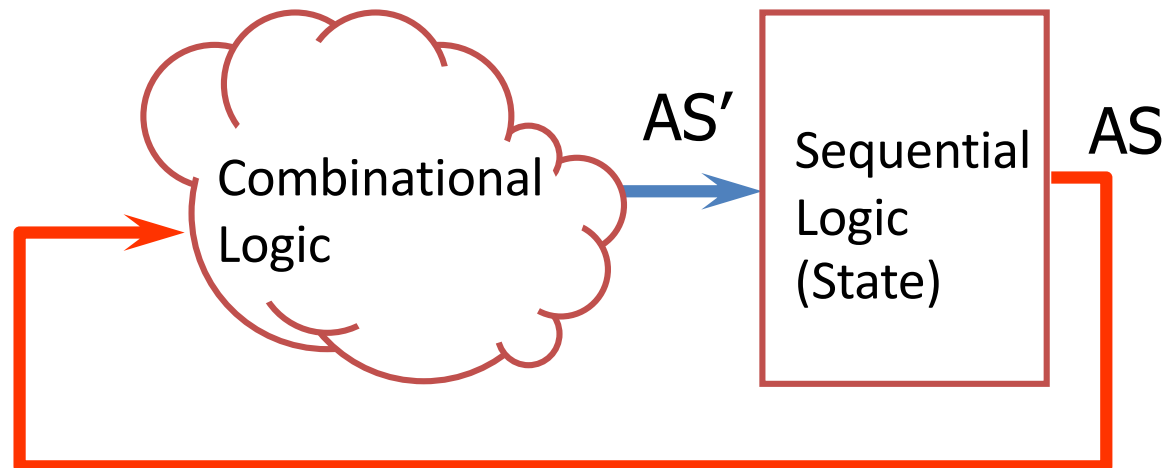 Combinational
Logic
AS′
Sequential
Logic
(State)
AS